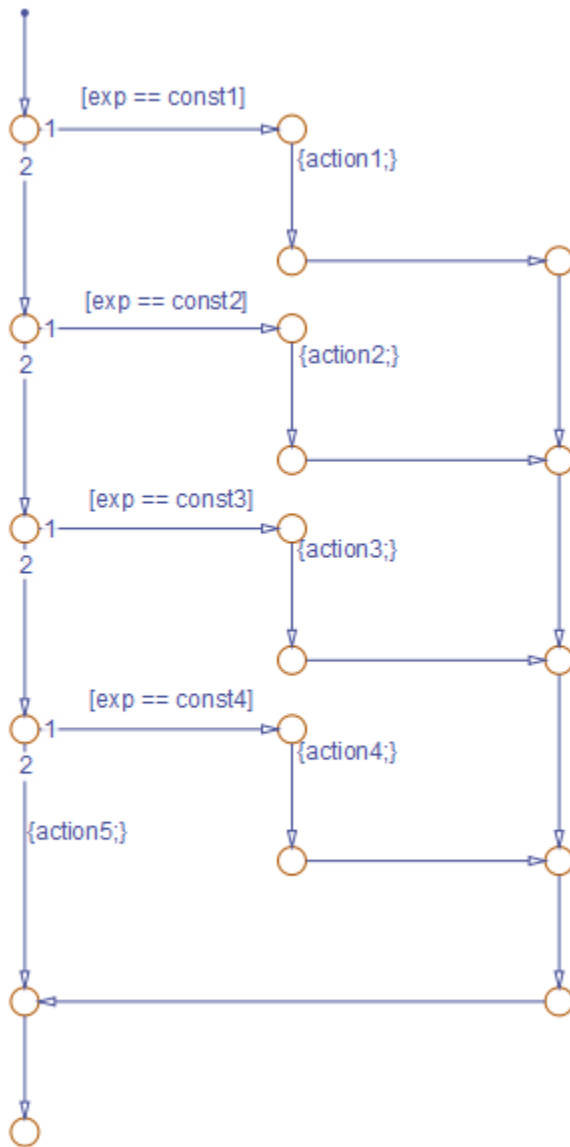 [exp == const1]
1
{action1;}
2
[exp == const2]
1
{action2;}
2
[exp == const3]
1
{action3;}
2
[exp == const4]
1
{action4;}
2
{action5;}